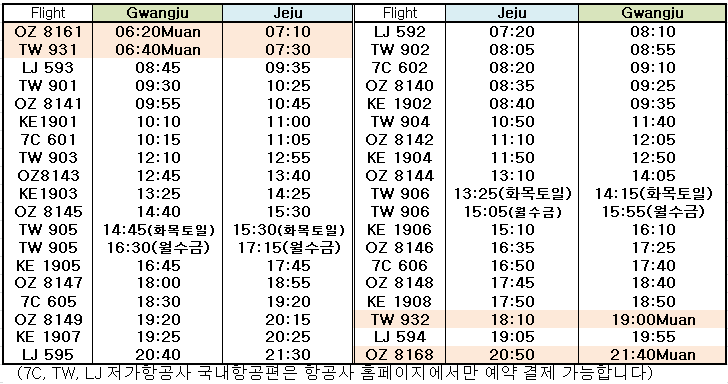 Flight Gwangju Jeju Flight Jeju Gwangju
OZ 8161 06:20Muan 07:10 LJ 592 07:20 08:10
TW 931 06:40Muan 07:30 TW 902 08:05 08:55
LJ 593 08:45 09:35 7C 602 08:20 09:10
TW 901 09:30 10:25 OZ 8140 08:35 09:25
OZ 8141 09:55 10:45 KE 1902 08:40 09:35
KE1901 10:10 11:00 TW 904 10:50 11:40
7C 601 10:15 11:05 OZ 8142 11:10 12:05
TW 903 12:10 12:55 KE 1904 11:50 12:50
OZ8143 12:45 13:40 OZ 8144 13:10 14:05
KE1903 13:25 14:25 TW 906 13:25(화목토일) 14:15(화목토일)
OZ 8145 14:40 15:30 TW 906 15:05(월수금) 15:55(월수금)
TW 905 14:45(화목토일) 15:30(화목토일) KE 1906 15:10 16:10
TW 905 16:30(월수금) 17:15(월수금) OZ 8146 16:35 17:25
KE 1905 16:45 17:45 7C 606 16:50 17:40
OZ 8147 18:00 18:55 OZ 8148 17:45 18:40
7C 605 18:30 19:20 KE 1908 17:50 18:50
OZ 8149 19:20 20:15 TW 932 18:10 19:00Muan
KE 1907 19:25 20:25 LJ 594 19:05 19:55
LJ 595 20:40 21:30 OZ 8168 20:50 21:40Muan
(7C, TW, LJ 저가항공사 국내항공편은 항공사 홈페이지에서만 예약 결제 가능합니다)